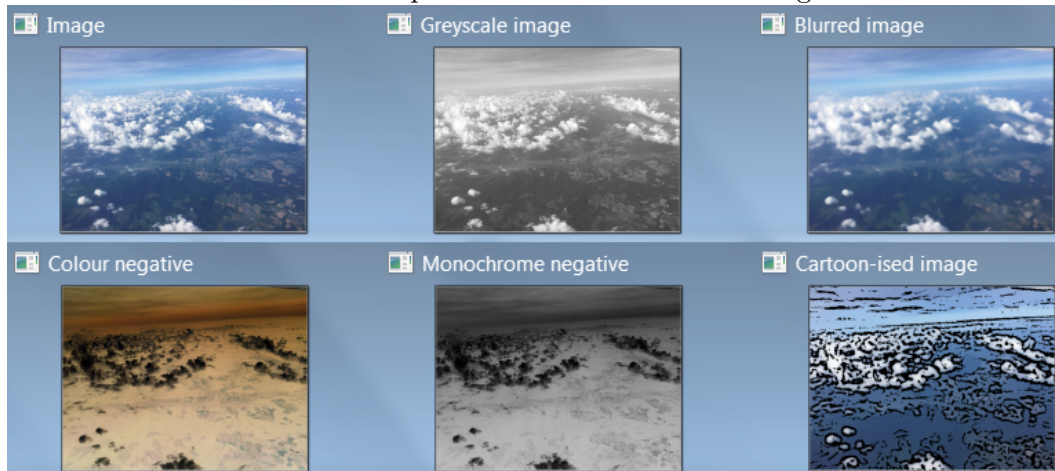 Image
Greyscale image
Blurred image
Colour negative
Monochrome negative
Cartoon-ised image